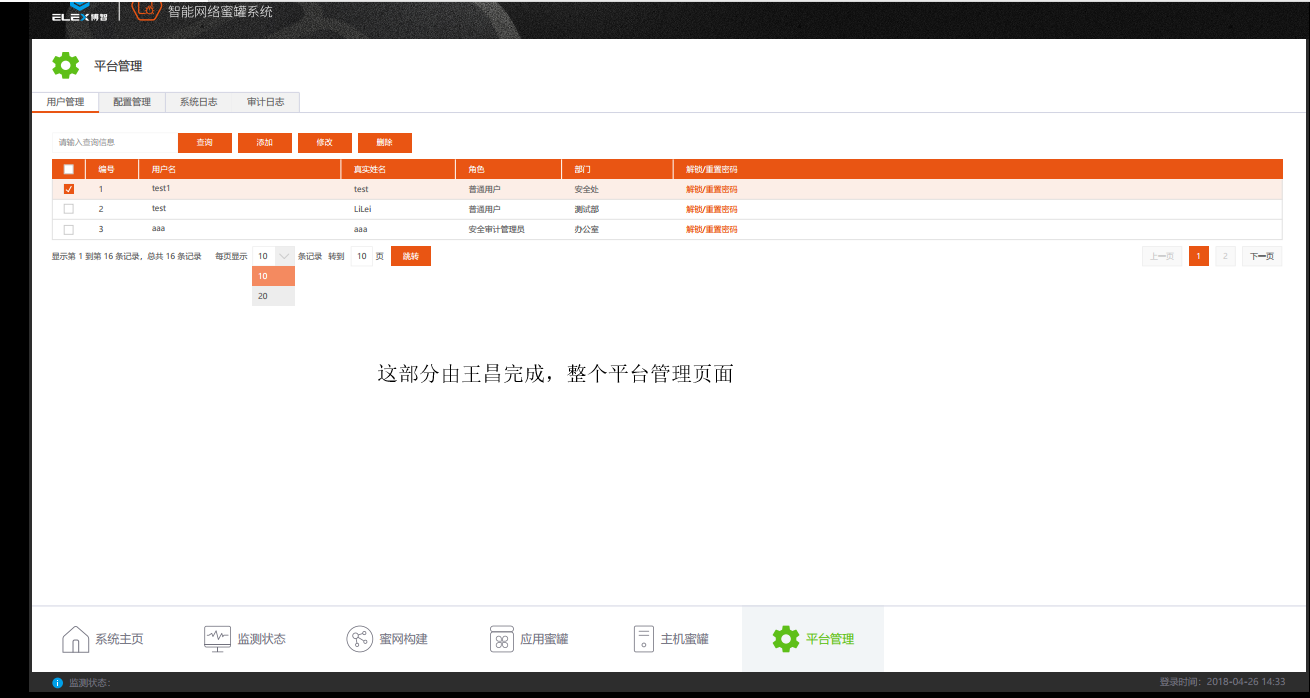 ELEX博智 智能网络蜜罐系统
平台管理
用户管理 配置管理 系统日志 审计日志
请输入查询信息 查询 添加 修改 删除
编号 用户名 真实姓名 角色 部门 解锁/重置密码
1 test1 test 普通用户 安全处 解锁/重置密码
2 test LiLei 普通用户 测试部 解锁/重置密码
3 aaa aaa 安全审计管理员 办公室 解锁/重置密码
显示第 1 到第 16 条记录，总共 16 条记录 每页显示 10 条记录 转到 10 页 跳转 上一页 1 2 下一页
10
20
这部分由王昌完成，整个平台管理页面
系统主页 监测状态 蜜网构建 应用蜜罐 主机蜜罐 平台管理
监测状态： 登录时间：2018-04-26 14:33